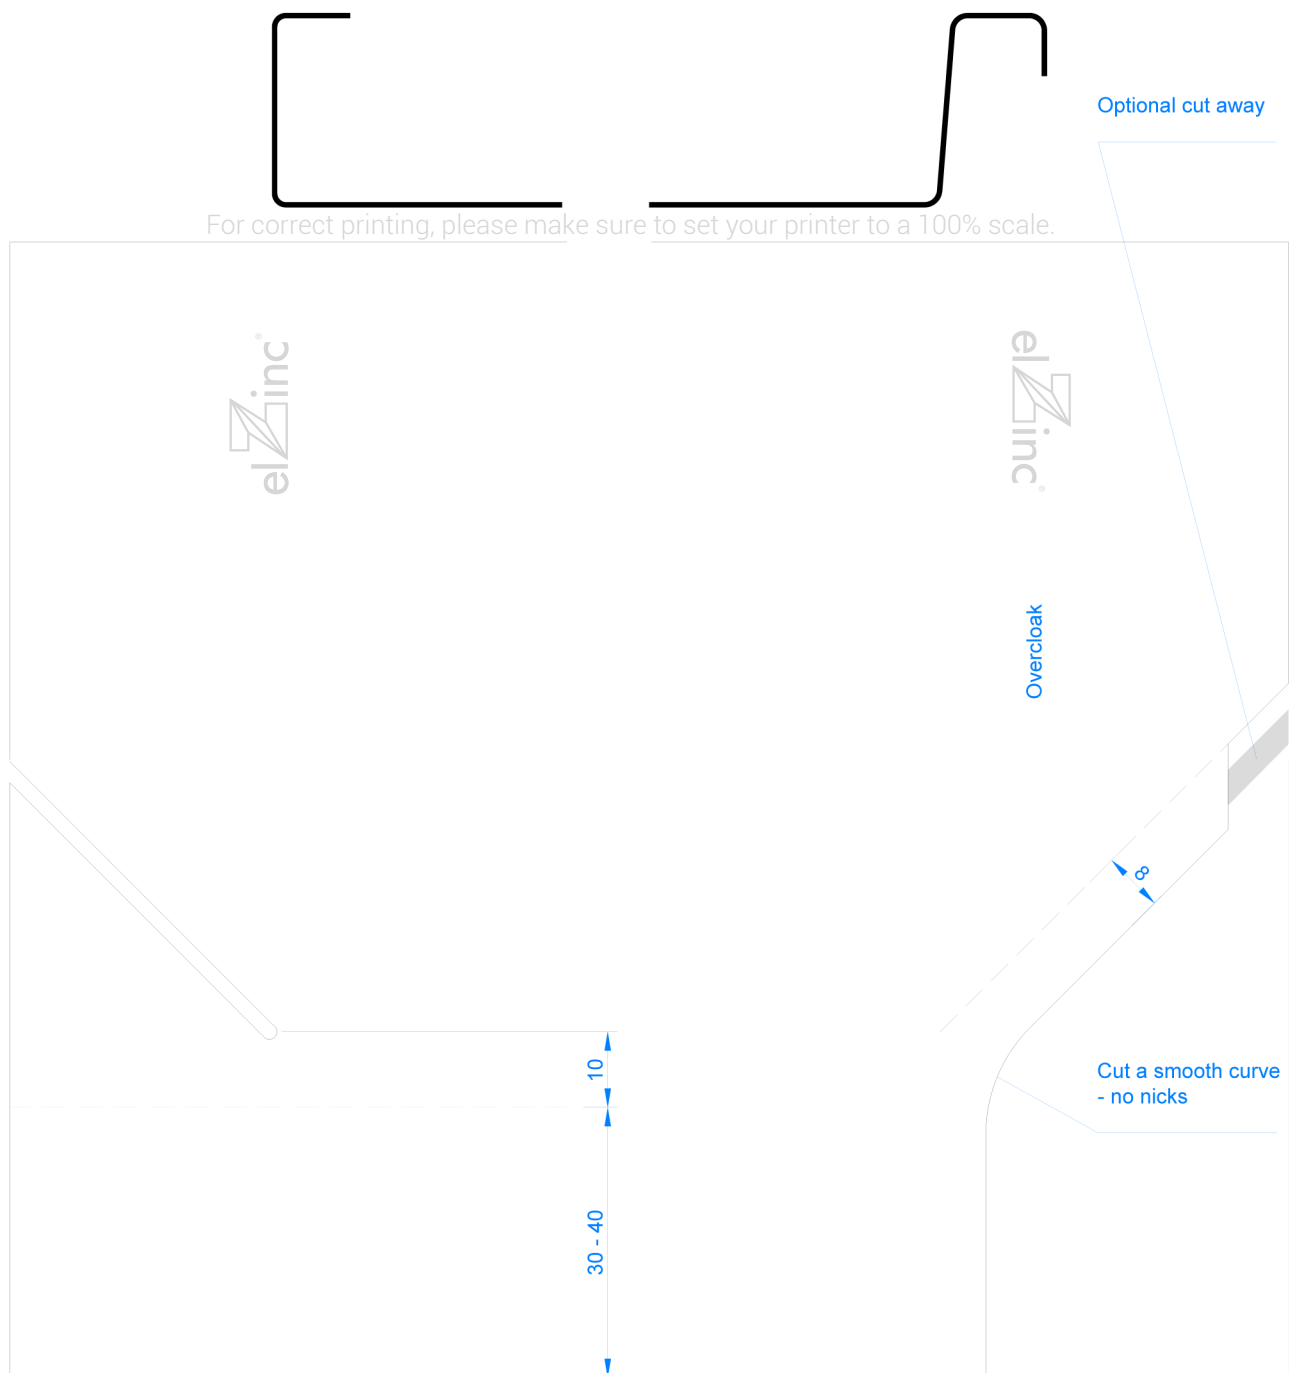 Optional cut away
For correct printing, please make sure to set your printer to a 100% scale.
elZinc®
elZinc®
Overcloak
8
10
Cut a smooth curve
- no nicks
30 - 40